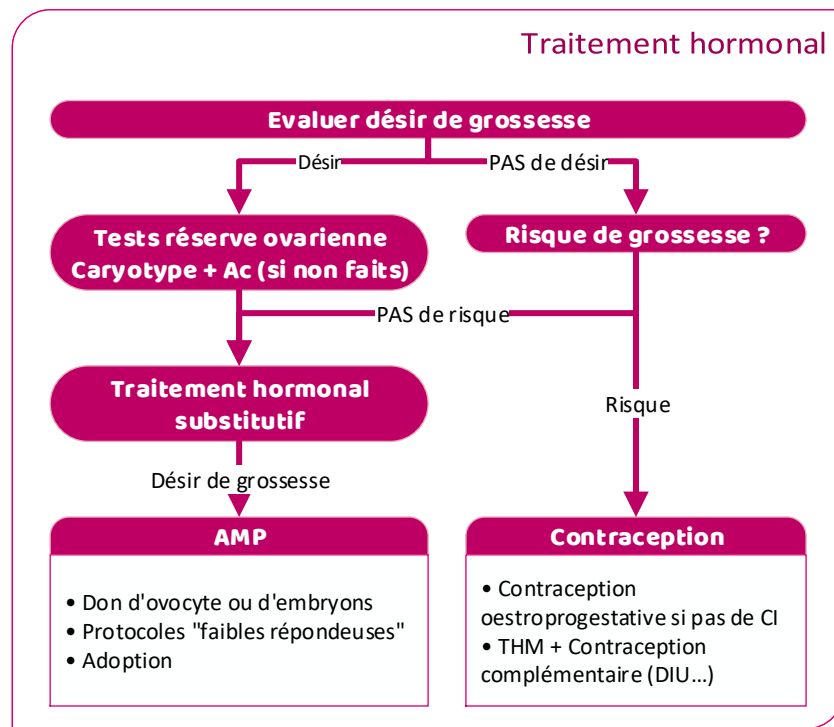 Traitement hormonal
Evaluer désir de grossesse
Désir
PAS de désir
Tests réserve ovarienne
Caryotype + Ac (si non faits)
Risque de grossesse ?
PAS de risque
Traitement hormonal
substitutif
Risque
Désir de grossesse
AMP
• Don d'ovocyte ou d'embryons
• Protocoles "faibles répondeuses"
• Adoption
Contraception
• Contraception
oestroprogestative si pas de CI
• THM + Contraception
complémentaire (DIU...)